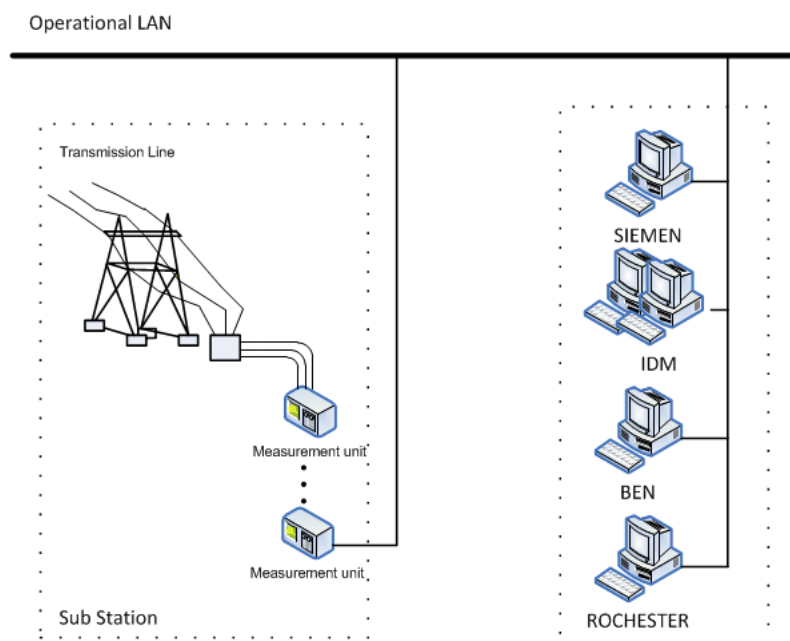 Operational LAN
Transmission Line
SIEMEN
IDM
Measurement unit
BEN
Measurement unit
Sub Station
ROCHESTER